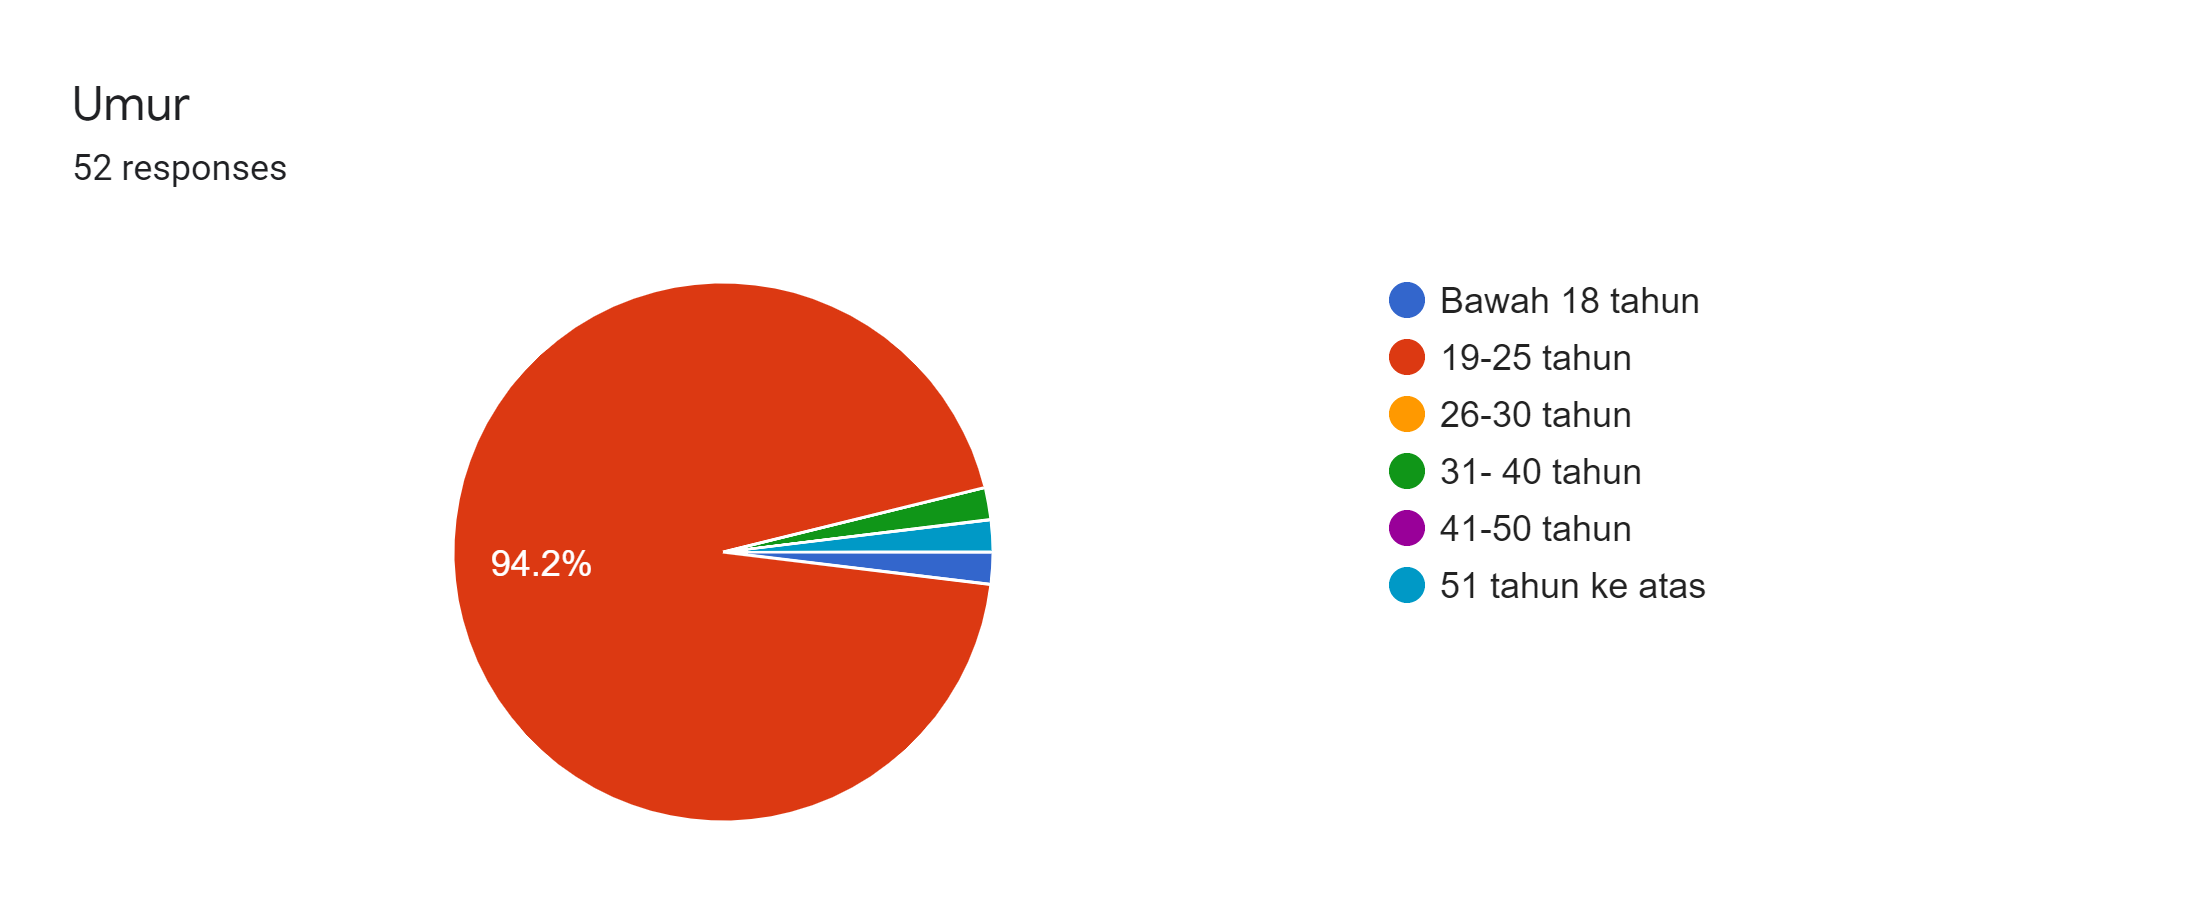 Umur
52 responses
94.2%
Bawah 18 tahun
19-25 tahun
26-30 tahun
31- 40 tahun
41-50 tahun
51 tahun ke atas